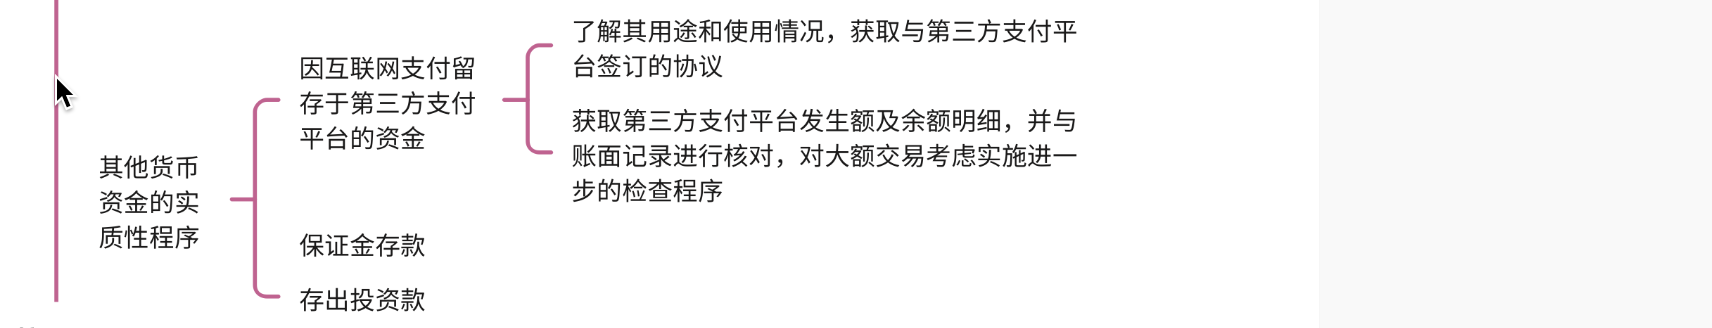 其他货币
资金的实
质性程序
因互联网支付留
存于第三方支付
平台的资金
了解其用途和使用情况，获取与第三方支付平
台签订的协议
获取第三方支付平台发生额及余额明细，并与
账面记录进行核对，对大额交易考虑实施进一
步的检查程序
保证金存款
存出投资款